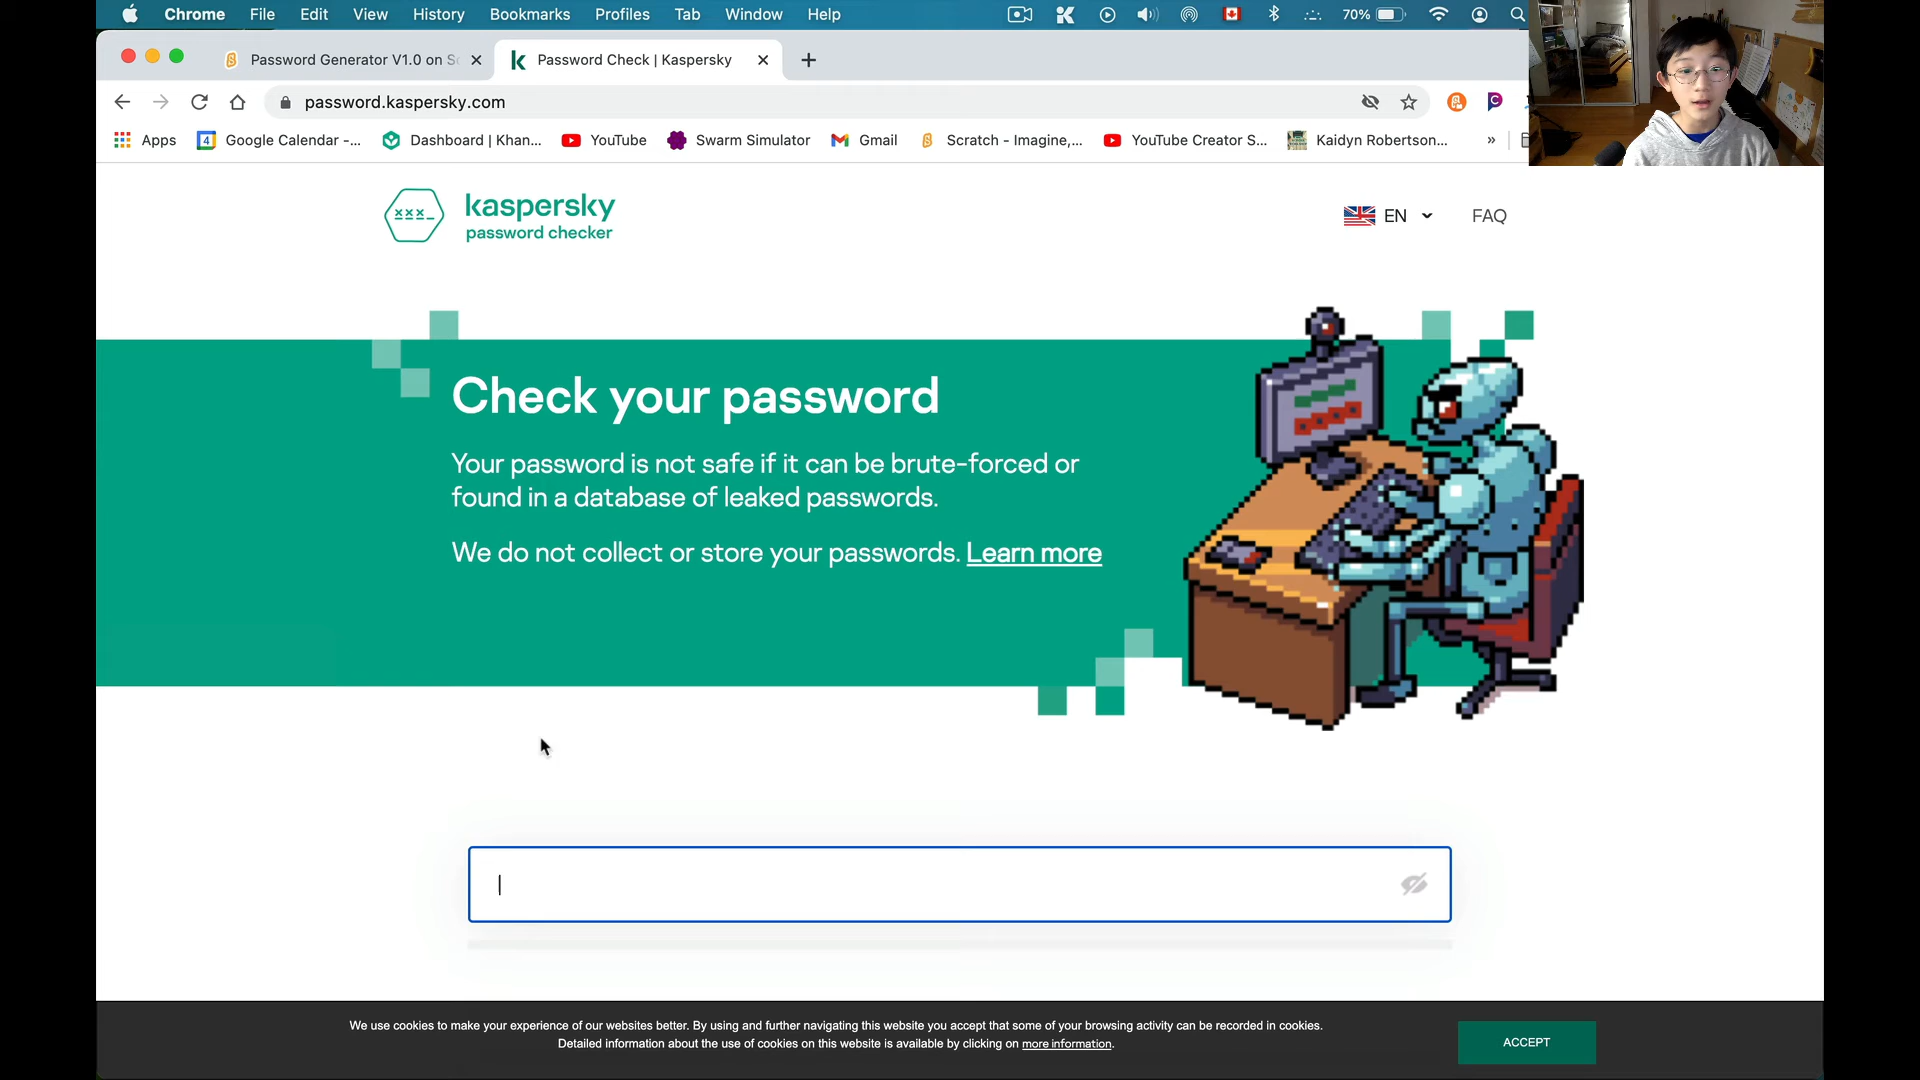 Chrome File Edit View History Bookmarks Profiles Tab Window Help 70%
Password Generator V1.0 on Sc Password Check | Kaspersky
password.kaspersky.com
Apps 4 Google Calendar -... Dashboard | Khan... YouTube Swarm Simulator Gmail Scratch - Imagine,... YouTube Creator S... Kaidyn Robertson... »
xxx_ kaspersky
password checker
EN FAQ
Check your password
Your password is not safe if it can be brute-forced or
found in a database of leaked passwords.
We do not collect or store your passwords. Learn more
We use cookies to make your experience of our websites better. By using and further navigating this website you accept that some of your browsing activity can be recorded in cookies.
Detailed information about the use of cookies on this website is available by clicking on more information.
ACCEPT